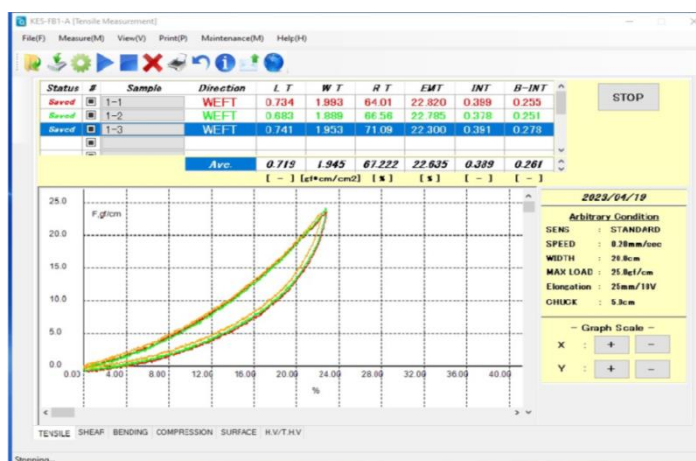 KES-FB1-A [Tensile Measurement]
File(F) Measure(M) View(V) Print(P) Maintenance(M) Help(H)
Status # Sample Direction L T W T R T EMT INT B-INT
Saved 1-1 WEFT 0.734 1.993 64.01 22.820 0.399 0.255
Saved 1-2 WEFT 0.683 1.889 66.56 22.785 0.378 0.251
Saved 1-3 WEFT 0.741 1.953 71.09 22.300 0.391 0.278
Ave. 0.719 1.945 67.222 22.635 0.389 0.261
[ - ] [gf*cm/cm2] [ % ] [ % ] [ - ] [ - ]
STOP
25.0
F,gf/cm
20.0
15.0
10.0
5.0
0.0
0.00 4.00 8.00 12.00 16.00 20.00 24.00 28.00 32.00 36.00 40.00
%
2023/04/19
Arbitrary Condition
SENS : STANDARD
SPEED : 0.20mm/sec
WIDTH : 20.0cm
MAX LOAD : 25.0gf/cm
Elongation : 25mm/10V
CHUCK : 5.0cm
- Graph Scale -
X : + -
Y : + -
TENSILE SHEAR BENDING COMPRESSION SURFACE H.V/T.H.V
Stopping...